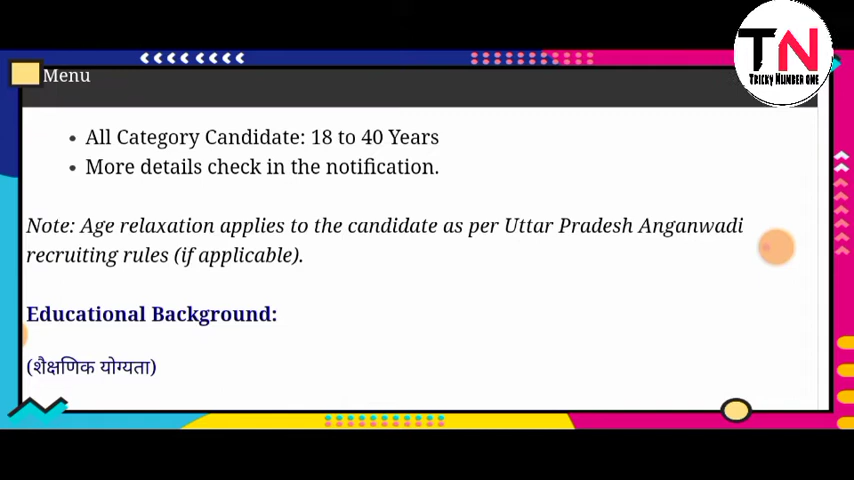 TN
TRICKY NUMBER ONE
Menu
All Category Candidate: 18 to 40 Years
More details check in the notification.
Note: Age relaxation applies to the candidate as per Uttar Pradesh Anganwadi
recruiting rules (if applicable).
Educational Background:
(शैक्षणिक योग्यता)